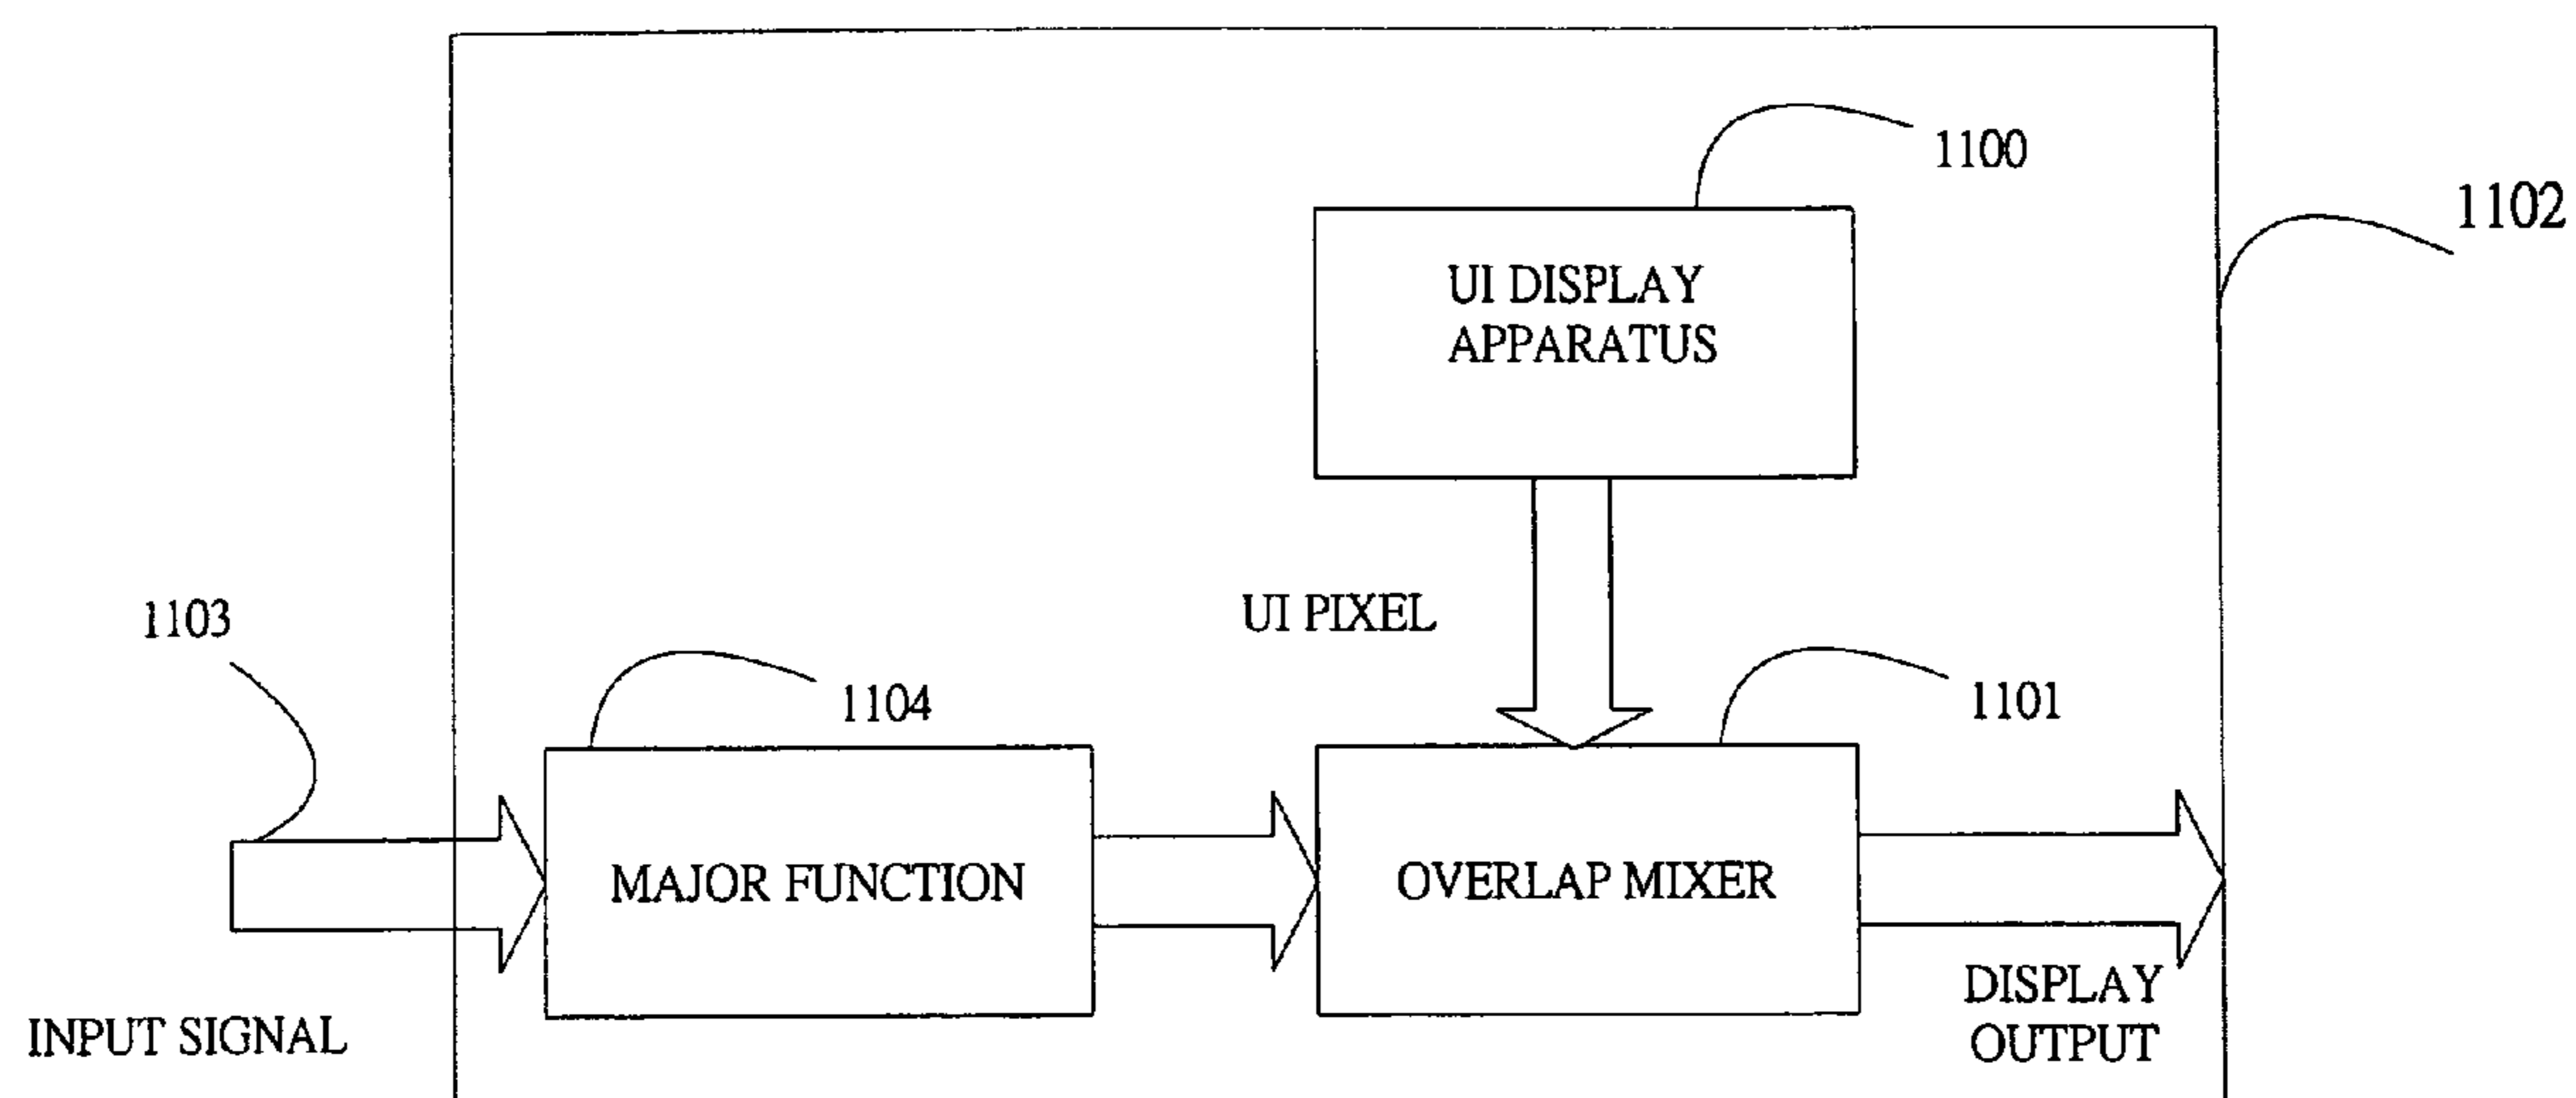 1100
1102
UI DISPLAY
APPARATUS
1103
UI PIXEL
1104
1101
MAJOR FUNCTION
OVERLAP MIXER
DISPLAY
OUTPUT
INPUT SIGNAL